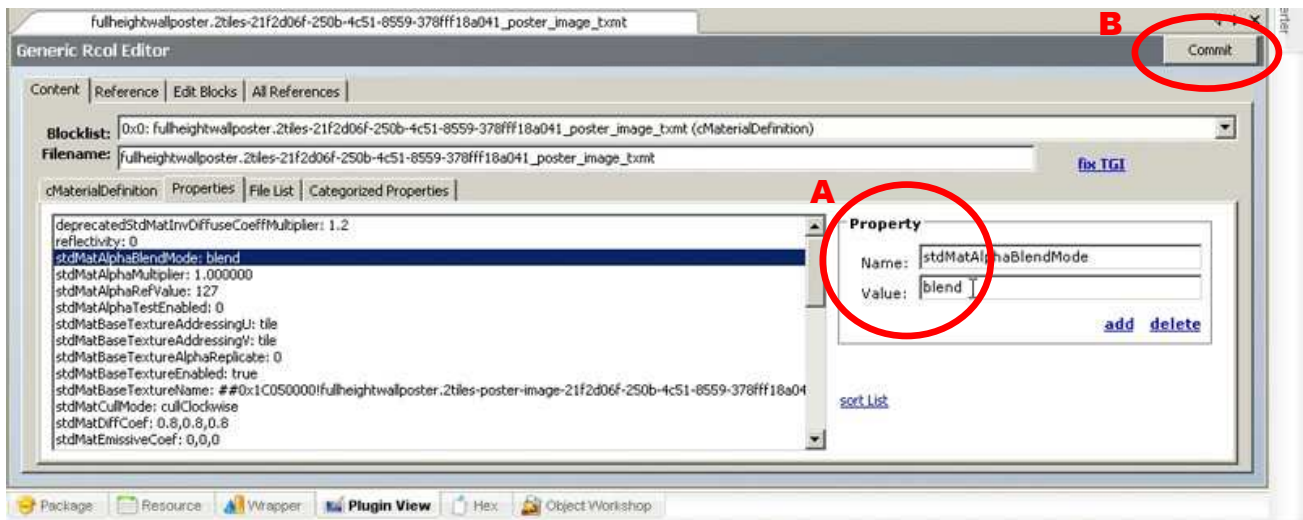 fullheightwallposter.2tiles-21f2d06f-250b-4c51-8559-378fff18a041_poster_image_txmt
B
Generic Rcol Editor
Commit
Content Reference Edit Blocks All References
Blocklist: 0x0: fullheightwallposter.2tiles-21f2d06f-250b-4c51-8559-378fff18a041_poster_image_txmt (cMaterialDefinition)
Filename: fullheightwallposter.2tiles-21f2d06f-250b-4c51-8559-378fff18a041_poster_image_txmt
fix TGI
cMaterialDefinition Properties File List Categorized Properties
A
deprecatedStdMatInvDiffuseCoeffMultiplier: 1.2
reflectivity: 0
stdMatAlphaBlendMode: blend
stdMatAlphaMultiplier: 1.000000
stdMatAlphaRefValue: 127
stdMatAlphaTestEnabled: 0
stdMatBaseTextureAddressingU: tile
stdMatBaseTextureAddressingV: tile
stdMatBaseTextureAlphaReplicate: 0
stdMatBaseTextureEnabled: true
stdMatBaseTextureName: ##0x1C050000!fullheightwallposter.2tiles-poster-image-21f2d06f-250b-4c51-8559-378fff18a04
stdMatCullMode: cullClockwise
stdMatDiffCoef: 0.8,0.8,0.8
stdMatEmissiveCoef: 0,0,0
Property
Name: stdMatAlphaBlendMode
Value: blend
add delete
sort List
Package Resource Wrapper Plugin View Hex Object Workshop
erter